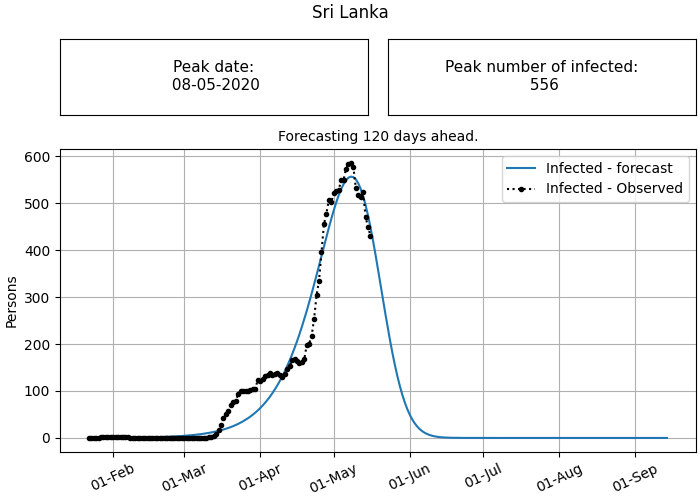 Sri Lanka
Peak date:
08-05-2020
Peak number of infected:
556
Forecasting 120 days ahead.
Infected - forecast
Infected - Observed
Persons
600
500
400
300
200
100
0
01-Feb
01-Mar
01-Apr
01-May
01-Jun
01-Jul
01-Aug
01-Sep